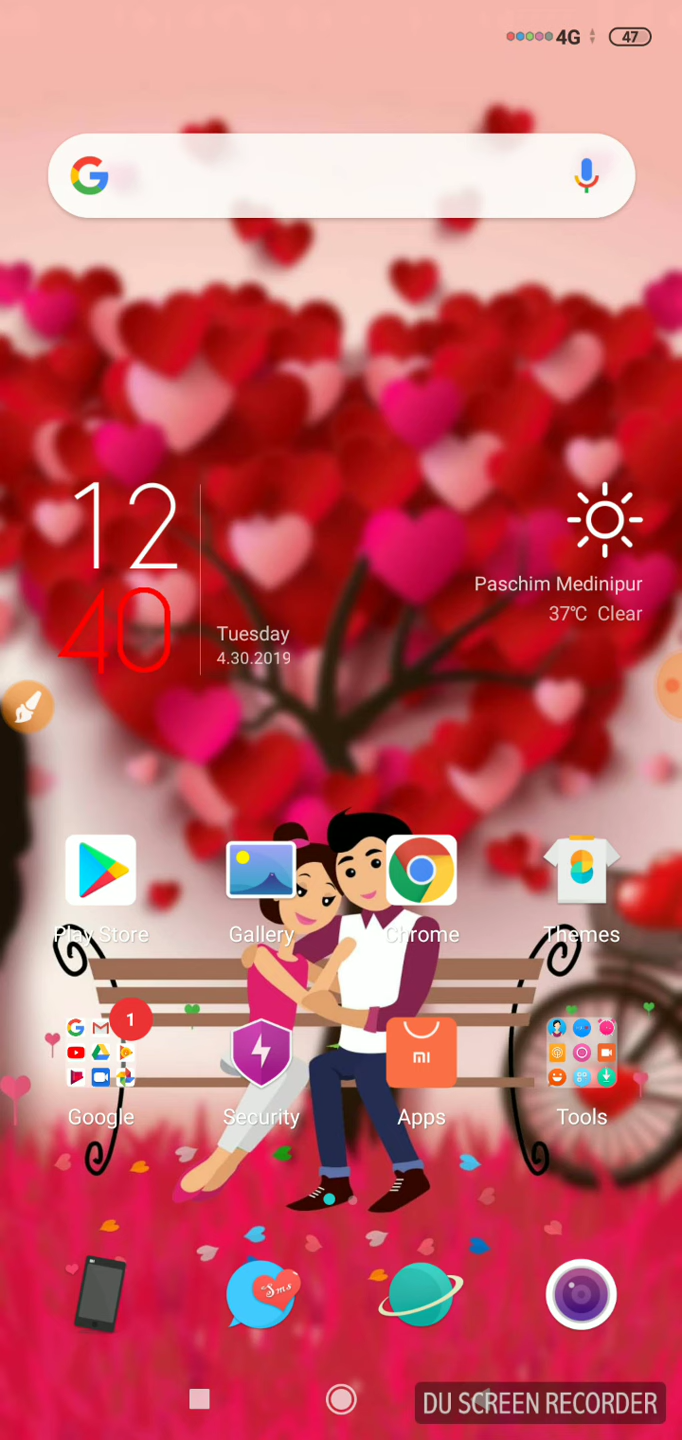 4G
47
12
40
Tuesday
4.30.2019
Paschim Medinipur
37℃ Clear
Play Store
Gallery
Chrome
Themes
1
mi
Google
Security
Apps
Tools
Sms
DU SCREEN RECORDER